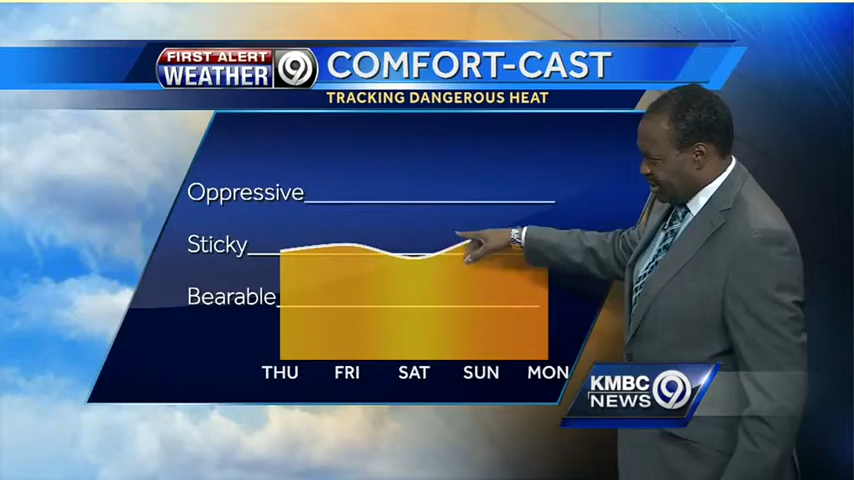 FIRST ALERT
WEATHER 9
COMFORT-CAST
TRACKING DANGEROUS HEAT
Oppressive
Sticky
Bearable
THU FRI SAT SUN MON
KMBC 9
NEWS